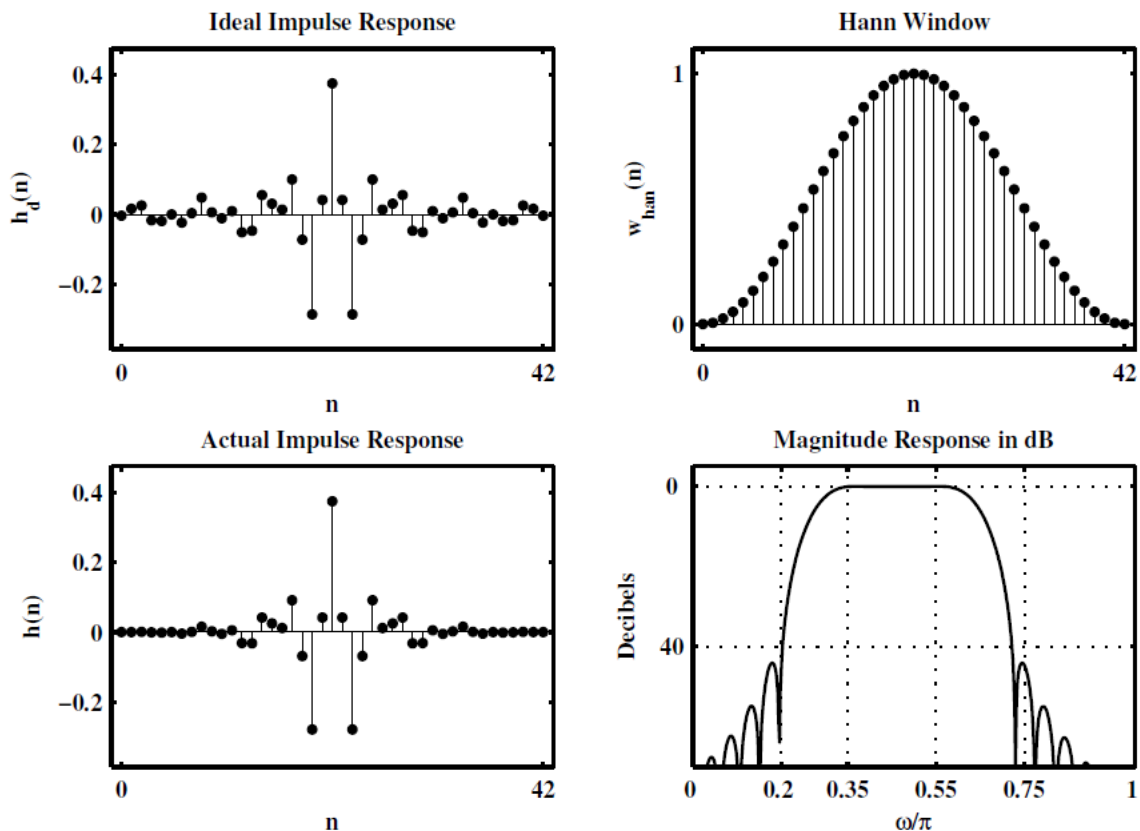 Ideal Impulse Response
0.4
0.2
0
−0.2
h_d(n)
0
42
n
Hann Window
1
0
w_han(n)
0
42
n
Actual Impulse Response
0.4
0.2
0
−0.2
h(n)
0
42
n
Magnitude Response in dB
0
40
Decibels
0
0.2
0.35
0.55
0.75
1
ω/π